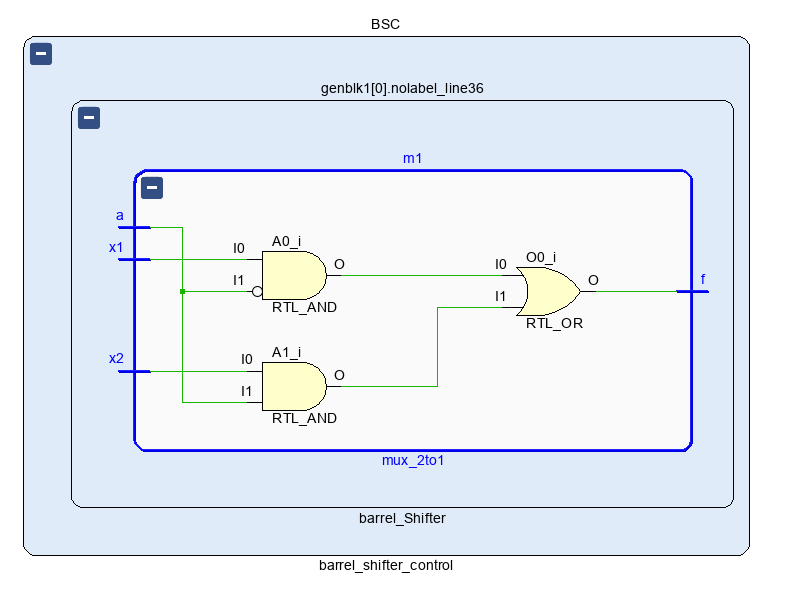 BSC
genblk1[0].nolabel_line36
m1
a
x1
I0
A0_i
O
I1
RTL_AND
I0
O0_i
O
I1
RTL_OR
f
x2
I0
A1_i
O
I1
RTL_AND
mux_2to1
barrel_Shifter
barrel_shifter_control